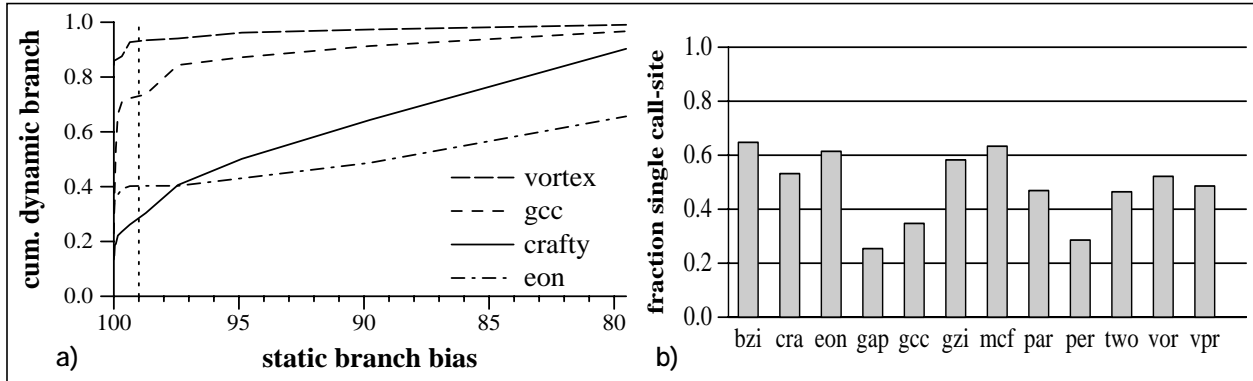 cum. dynamic branch
1.0
0.8
0.6
0.4
0.2
0.0
100 95 90 85 80
static branch bias
vortex
gcc
crafty
eon
a)
fraction single call-site
1.0
0.8
0.6
0.4
0.2
0.0
bzi cra eon gap gcc gzi mcf par per two vor vpr
b)